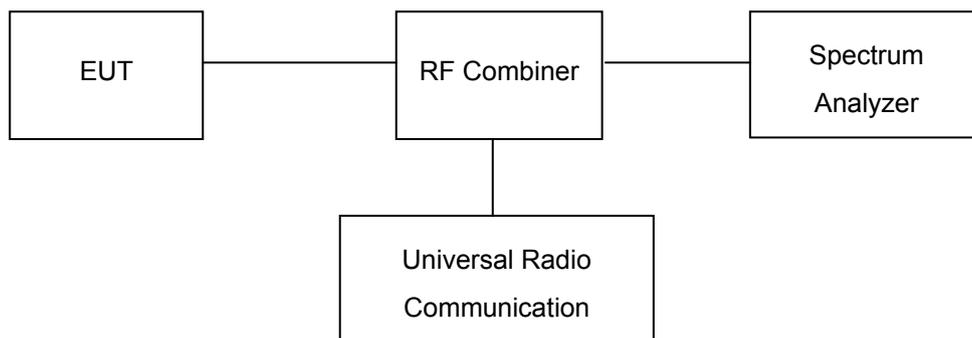 EUT
RF Combiner
Spectrum
Analyzer
Universal Radio
Communication